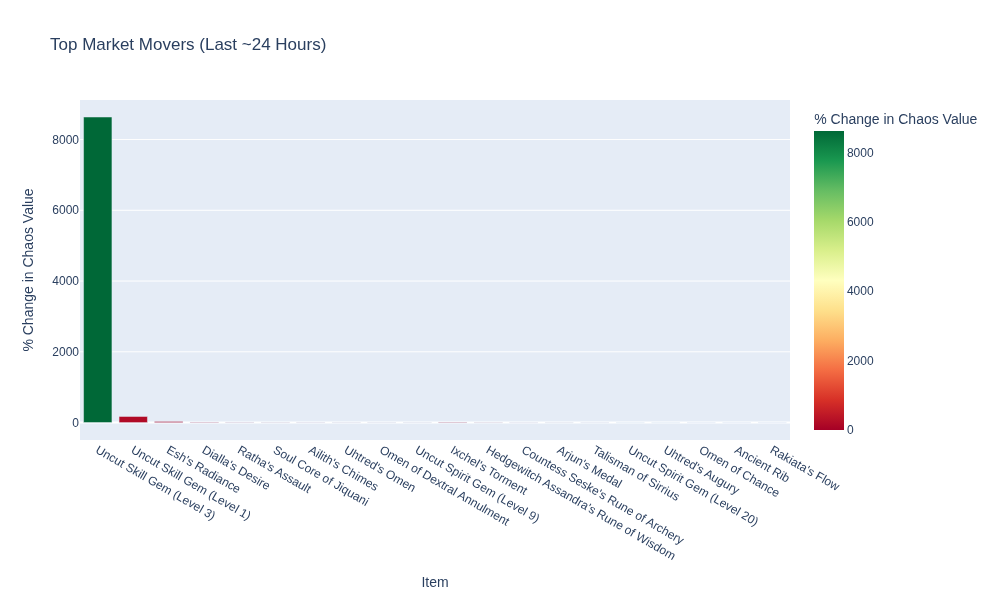 Top Market Movers (Last ~24 Hours)
% Change in Chaos Value
8000
6000
4000
2000
0
Uncut Skill Gem (Level 3)
Uncut Skill Gem (Level 1)
Esh's Radiance
Dialla's Desire
Ratha's Assault
Soul Core of Jiquani
Ailith's Chimes
Uhtred's Omen
Omen of Dextral Annulment
Uncut Spirit Gem (Level 9)
Ixchel's Torment
Hedgewitch Assandra's Rune of Wisdom
Countess Seske's Rune of Archery
Arjun's Medal
Talisman of Sirrius
Uncut Spirit Gem (Level 20)
Uhtred's Augury
Omen of Chance
Ancient Rib
Rakiata's Flow
Item
% Change in Chaos Value
8000
6000
4000
2000
0